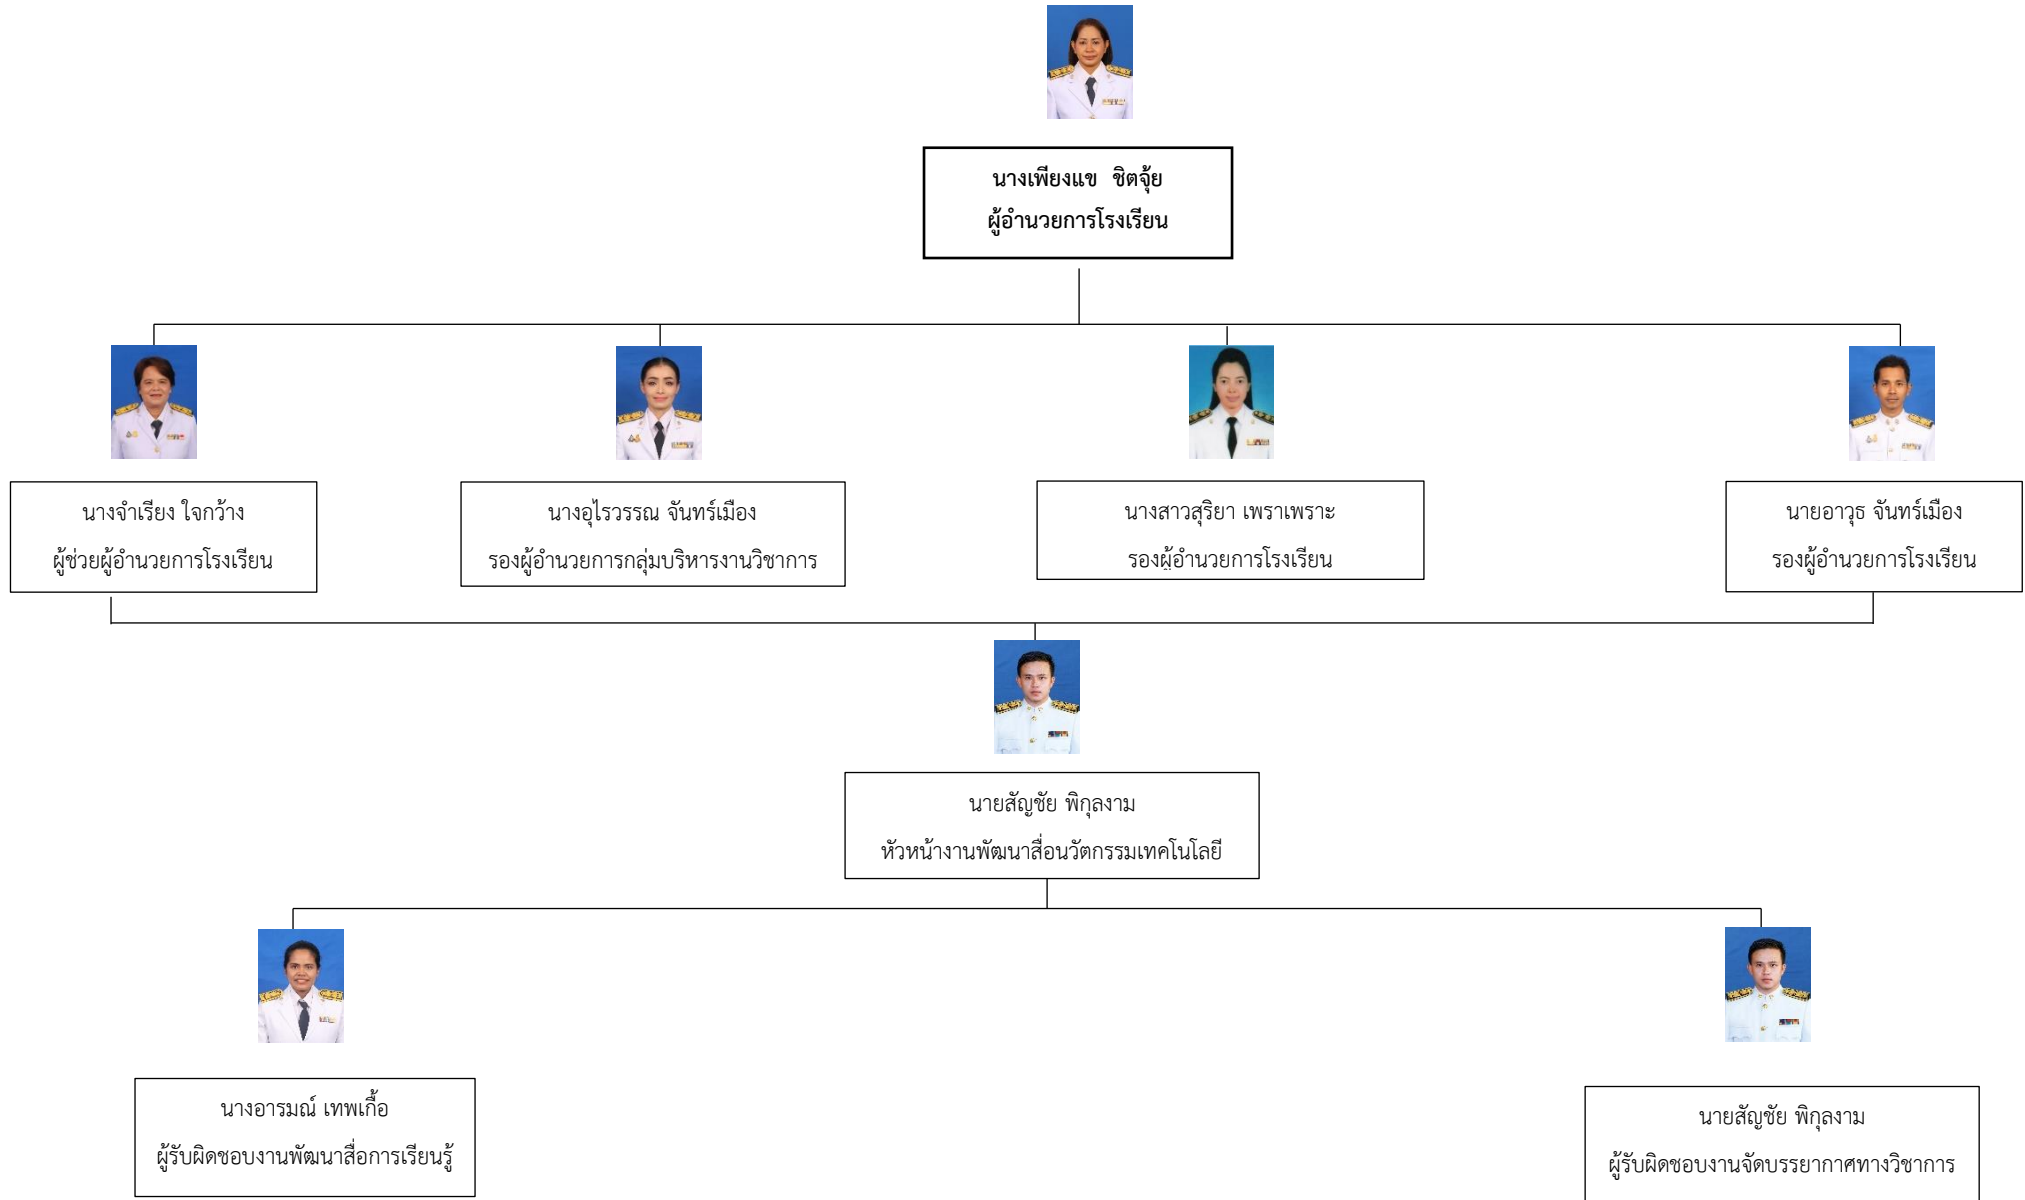 นางเพียงแข ชิตจุ้ย
ผู้อำนวยการโรงเรียน
นางจำเรียง ใจกว้าง
ผู้ช่วยผู้อำนวยการโรงเรียน
นางอุไรวรรณ จันทร์เมือง
รองผู้อำนวยการกลุ่มบริหารงานวิชาการ
นางสาวสุริยา เพราเพราะ
รองผู้อำนวยการโรงเรียน
นายอาวุธ จันทร์เมือง
รองผู้อำนวยการโรงเรียน
นายสัญชัย พิกุลงาม
หัวหน้างานพัฒนาสื่อนวัตกรรมเทคโนโลยี
นางอารมณ์ เทพเกื้อ
ผู้รับผิดชอบงานพัฒนาสื่อการเรียนรู้
นายสัญชัย พิกุลงาม
ผู้รับผิดชอบงานจัดบรรยากาศทางวิชาการ